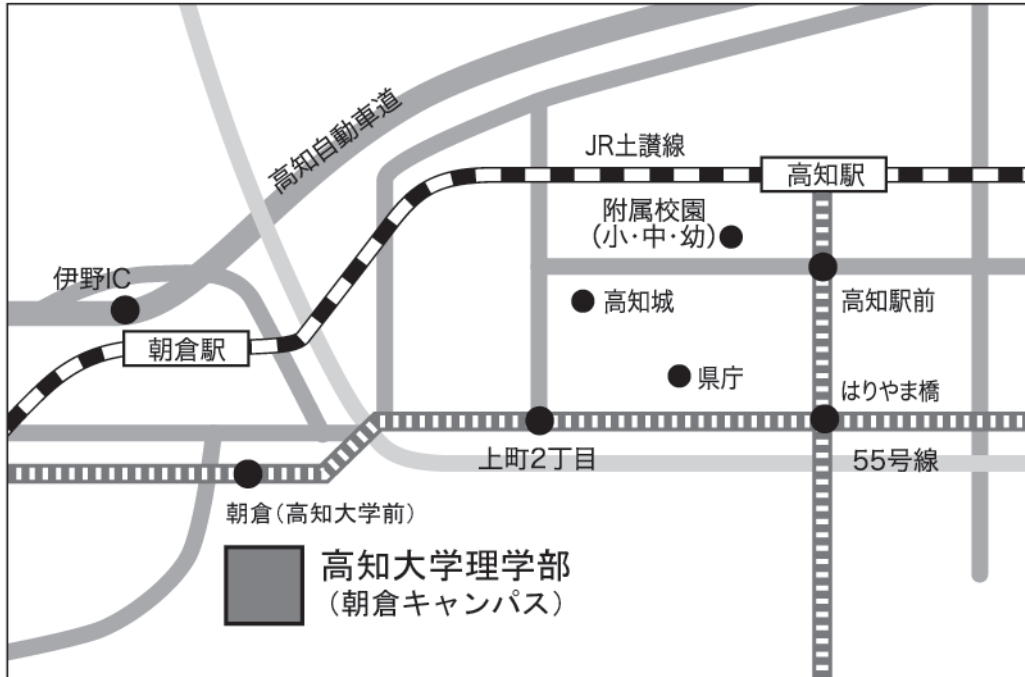 高知自動車道
JR土讃線
高知駅
附属校園
(小・中・幼)
伊野IC
高知城
高知駅前
朝倉駅
県庁
はりやま橋
上町2丁目
55号線
朝倉(高知大学前)
高知大学理学部
(朝倉キャンパス)